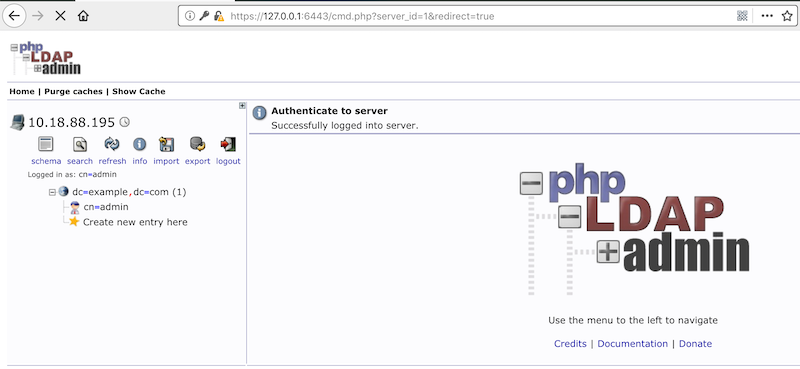 https://127.0.0.1:6443/cmd.php?server_id=1&redirect=true
php
LDAP
admin
Home | Purge caches | Show Cache
10.18.88.195
schema search refresh info import export logout
Logged in as: cn=admin
dc=example,dc=com (1)
cn=admin
Create new entry here
Authenticate to server
Successfully logged into server.
php
LDAP
admin
Use the menu to the left to navigate
Credits | Documentation | Donate